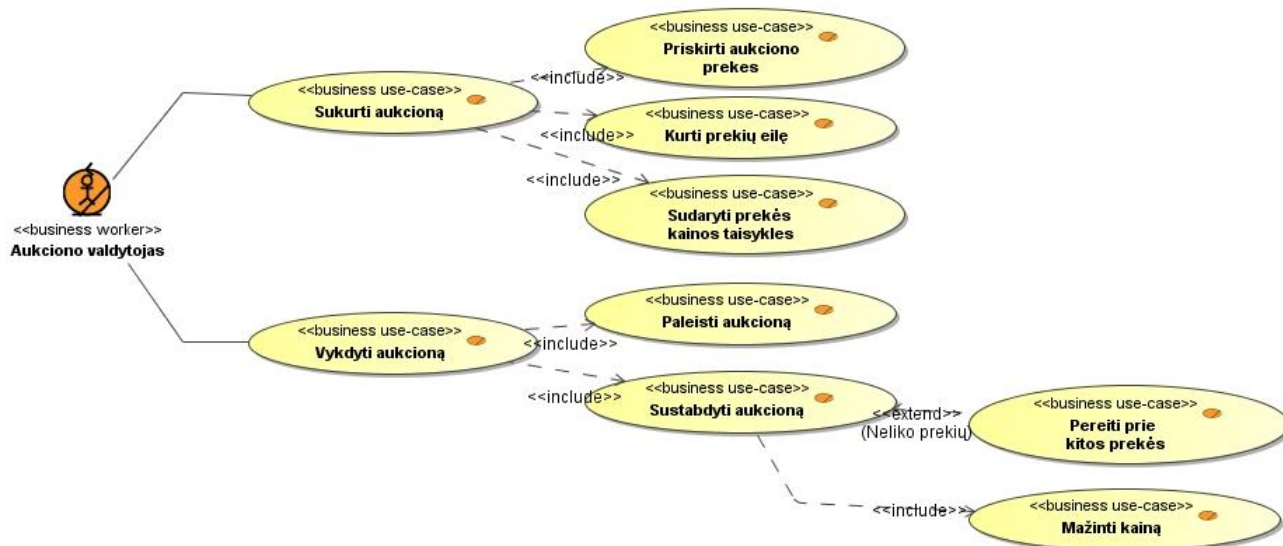 <<business use-case>>
Priskirti aukciono
prekes
<<include>>
<<business use-case>>
Sukurti aukcioną
<<business use-case>>
Kurti prekių eilę
<<include>>
<<include>>
<<business use-case>>
Sudaryti prekės
kainos taisykles
<<business worker>>
Aukciono valdytojas
<<business use-case>>
Paleisti aukcioną
<<business use-case>>
Vykdyti aukcioną
<<include>>
<<include>>
<<business use-case>>
Sustabdyti aukcioną
<<extend>>
(Neliko prekių)
<<business use-case>>
Pereiti prie
kitos prekės
<<include>>
<<business use-case>>
Mažinti kainą